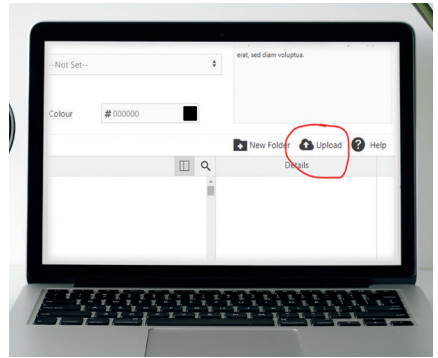 erat, sed diam voluptua.
--Not Set--
Colour #000000
New Folder Upload ? Help
Details